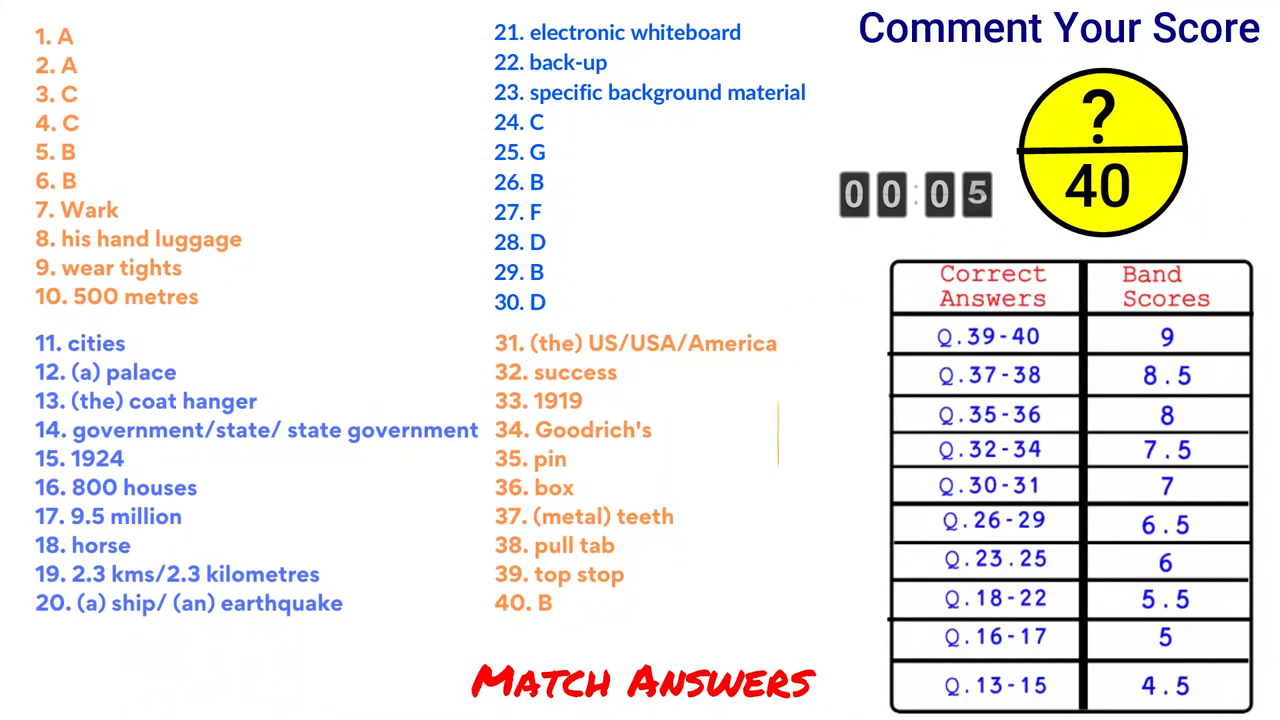 1. A
2. A
3. C
4. C
5. B
6. B
7. Wark
8. his hand luggage
9. wear tights
10. 500 metres
11. cities
12. (a) palace
13. (the) coat hanger
14. government/state/ state government
15. 1924
16. 800 houses
17. 9.5 million
18. horse
19. 2.3 kms/2.3 kilometres
20. (a) ship/ (an) earthquake
21. electronic whiteboard
22. back-up
23. specific background material
24. C
25. G
26. B
27. F
28. D
29. B
30. D
31. (the) US/USA/America
32. success
33. 1919
34. Goodrich's
35. pin
36. box
37. (metal) teeth
38. pull tab
39. top stop
40. B
Match Answers
Comment Your Score
?
40
00:05
Correct Answers Band Scores
Q.39-40 9
Q.37-38 8.5
Q.35-36 8
Q.32-34 7.5
Q.30-31 7
Q.26-29 6.5
Q.23.25 6
Q.18-22 5.5
Q.16-17 5
Q.13-15 4.5